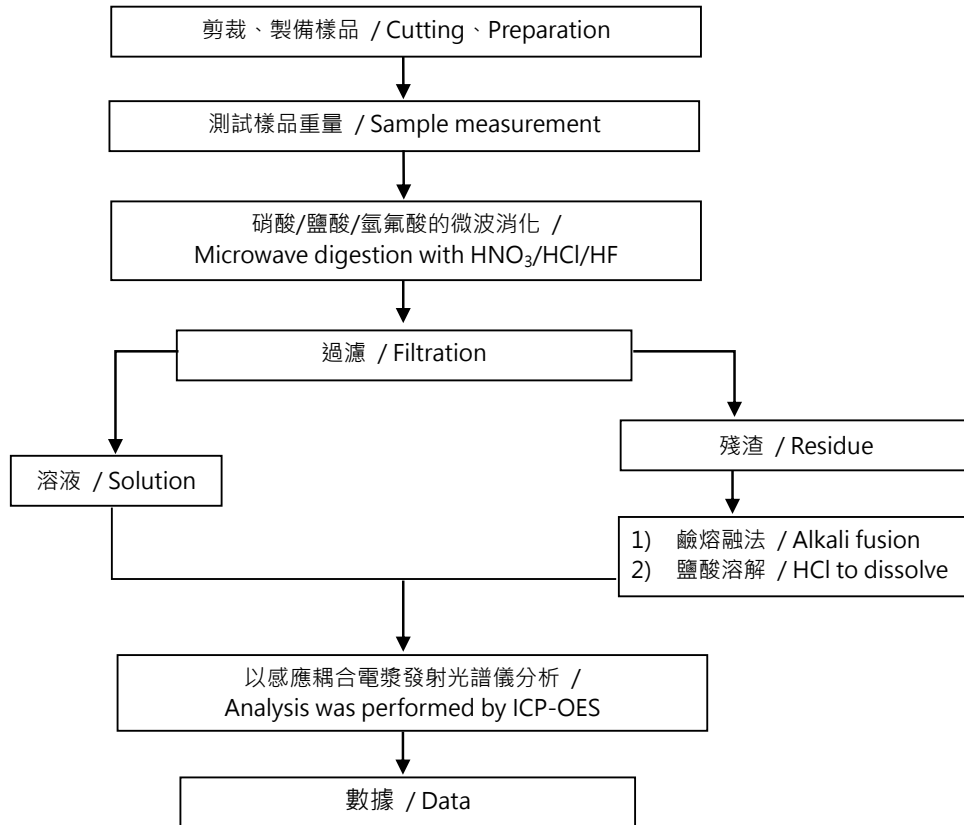 剪裁、製備樣品 / Cutting、Preparation
測試樣品重量 / Sample measurement
硝酸/鹽酸/氫氟酸的微波消化 /
Microwave digestion with HNO₃/HCl/HF
過濾 / Filtration
溶液 / Solution
殘渣 / Residue
1) 鹼熔融法 / Alkali fusion
2) 鹽酸溶解 / HCl to dissolve
以感應耦合電漿發射光譜儀分析 /
Analysis was performed by ICP-OES
數據 / Data